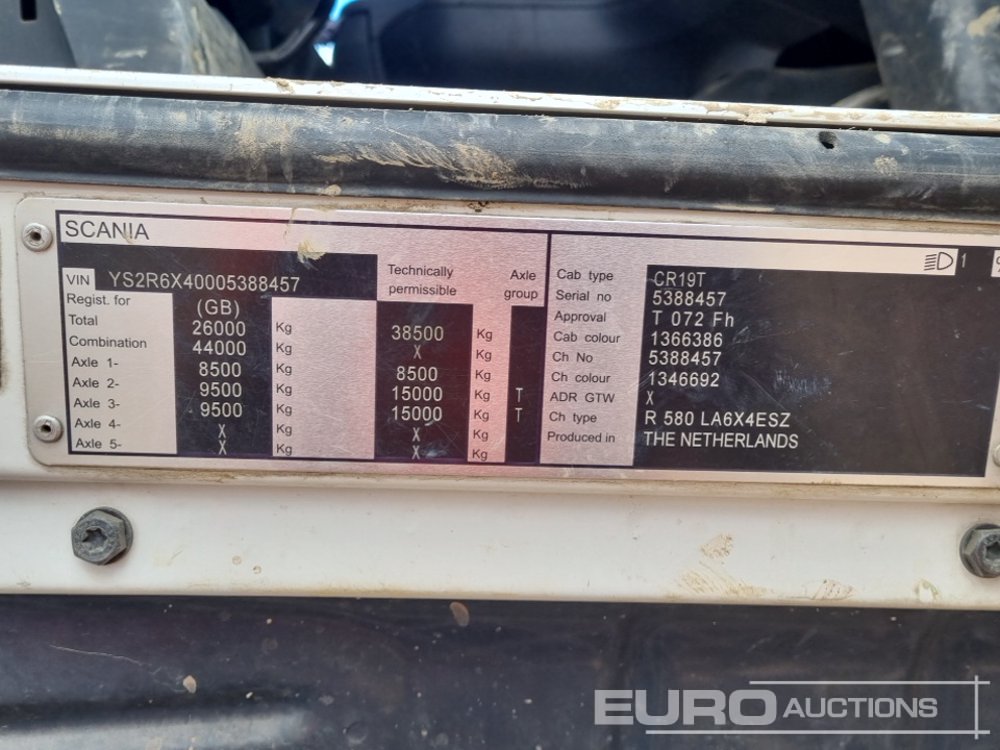 SCANIA
VIN YS2R6X40005388457
Technically permissible
Axle group
Regist. for (GB)
Total 26000 Kg 38500 Kg
Combination 44000 Kg X Kg
Axle 1- 8500 Kg 8500 Kg
Axle 2- 9500 Kg 15000 Kg T
Axle 3- 9500 Kg 15000 Kg T
Axle 4- X Kg X Kg
Axle 5- X Kg X Kg
1
Cab type CR19T
Serial no 5388457
Approval T 072 Fh
Cab colour 1366386
Ch No 5388457
Ch colour 1346692
ADR GTW X
Ch type R 580 LA6X4ESZ
Produced in THE NETHERLANDS
EURO AUCTIONS